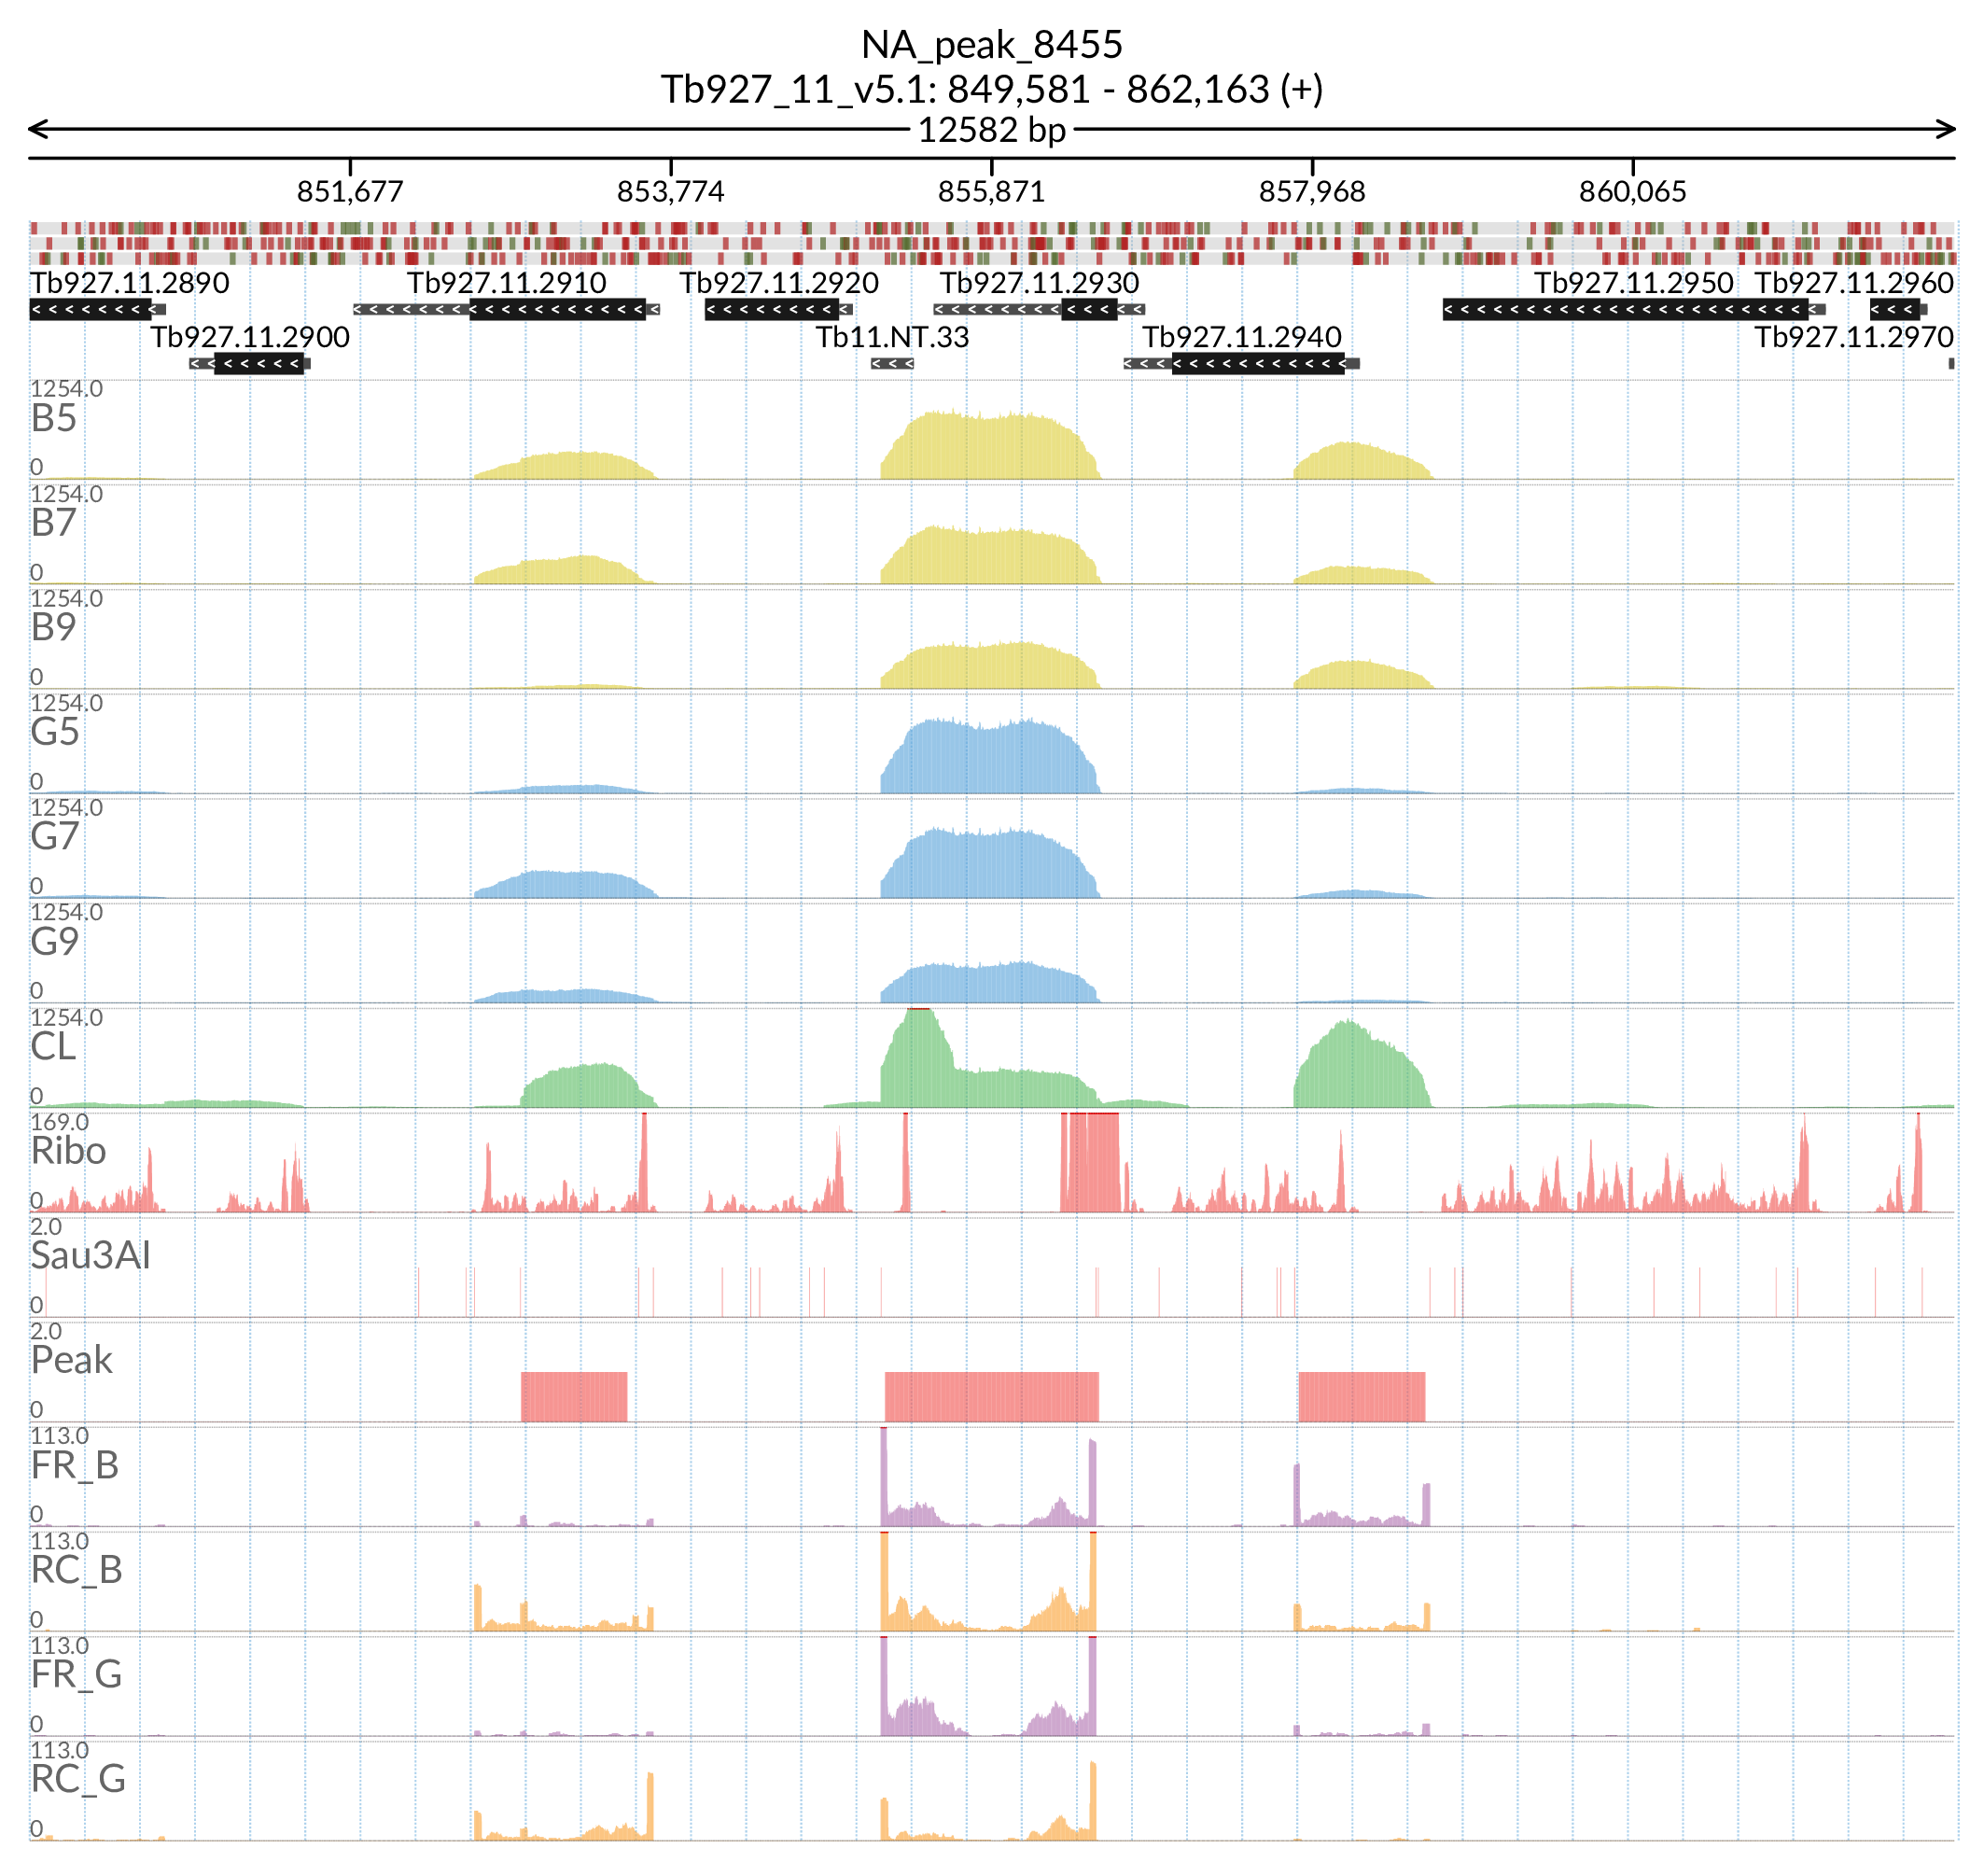 NA_peak_8455
Tb927_11_v5.1: 849,581 - 862,163 (+)
12582 bp
851,677 853,774 855,871 857,968 860,065
Tb927.11.2890 Tb927.11.2910 Tb927.11.2920 Tb927.11.2930 Tb927.11.2950 Tb927.11.2960
Tb927.11.2900 Tb11.NT.33 Tb927.11.2940 Tb927.11.2970
1254.0
B5
0
1254.0
B7
0
1254.0
B9
0
1254.0
G5
0
1254.0
G7
0
1254.0
G9
0
1254.0
CL
0
169.0
Ribo
0
2.0
Sau3AI
0
2.0
Peak
0
113.0
FR_B
0
113.0
RC_B
0
113.0
FR_G
0
113.0
RC_G
0